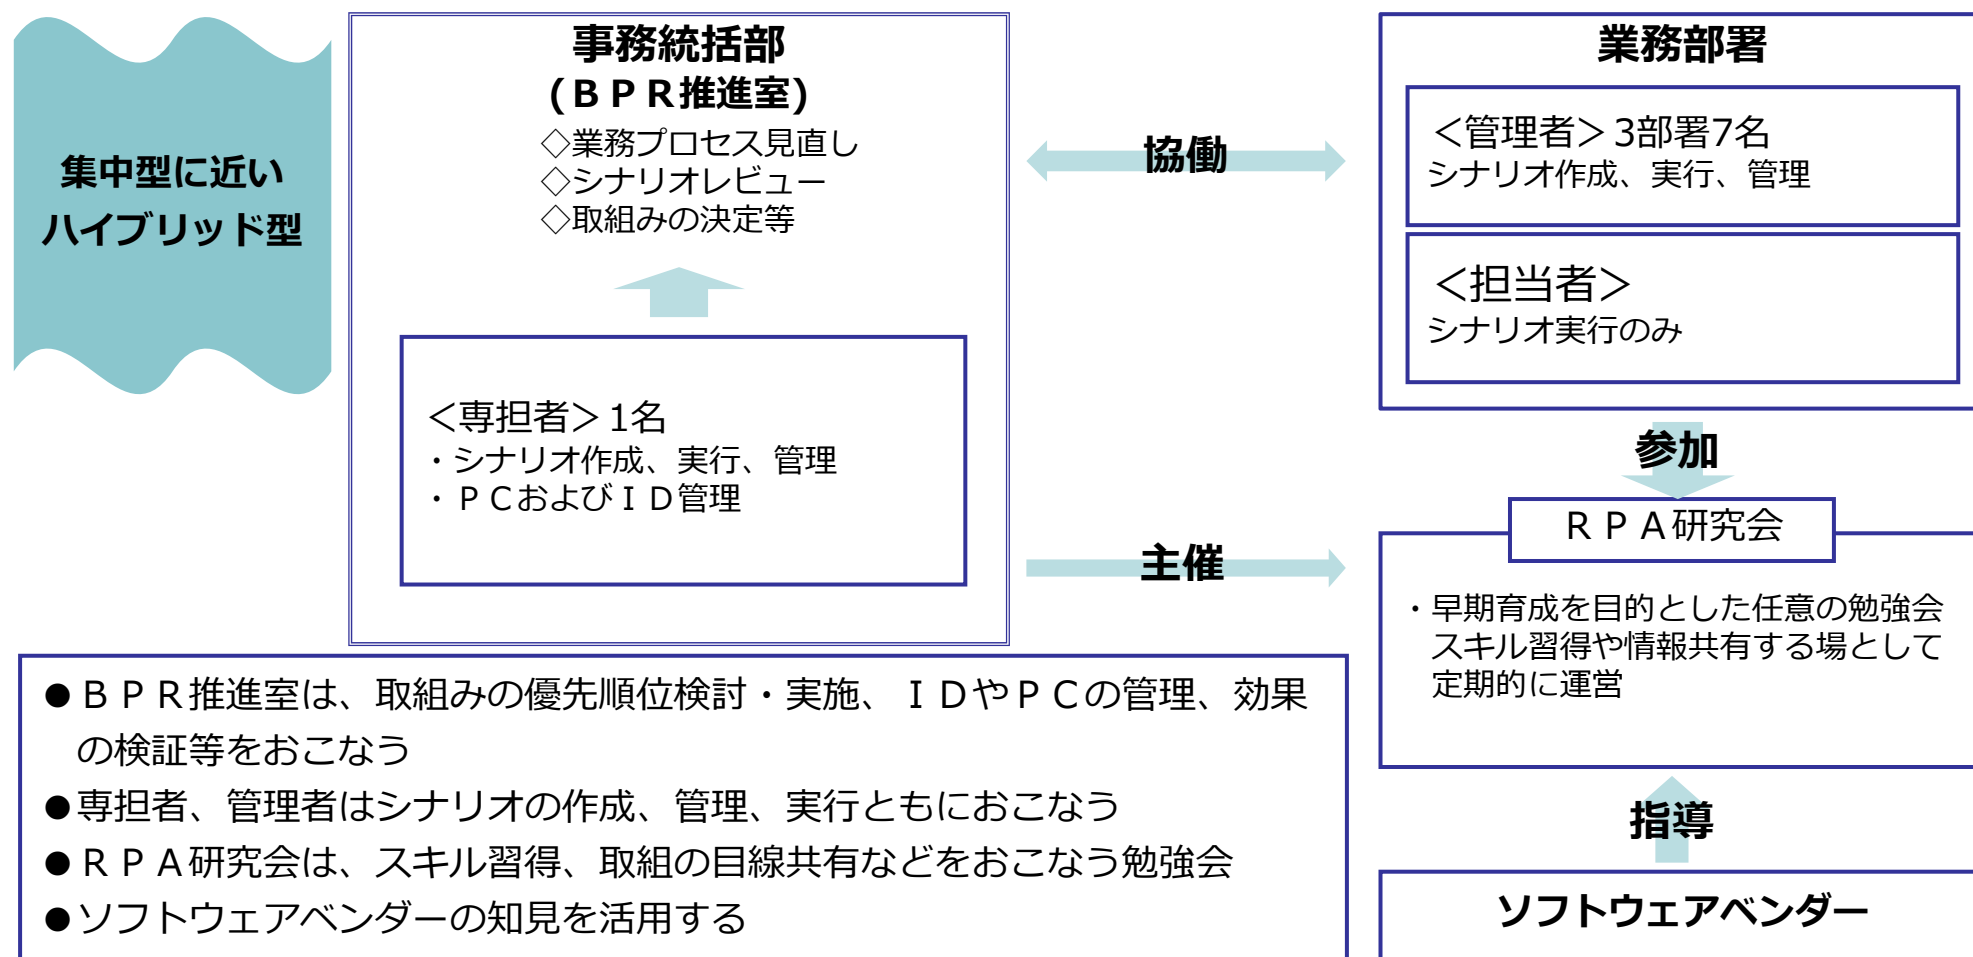 集中型に近い
ハイブリッド型
事務統括部
(ＢＰＲ推進室)
◇業務プロセス見直し
◇シナリオレビュー
◇取組みの決定等
＜専担者＞1名
・シナリオ作成、実行、管理
・ＰＣおよびＩＤ管理
協働
主催
業務部署
＜管理者＞3部署7名
シナリオ作成、実行、管理
＜担当者＞
シナリオ実行のみ
参加
ＲＰＡ研究会
・早期育成を目的とした任意の勉強会
スキル習得や情報共有する場として
定期的に運営
指導
ソフトウェアベンダー
●ＢＰＲ推進室は、取組みの優先順位検討・実施、ＩＤやＰＣの管理、効果
の検証等をおこなう
●専担者、管理者はシナリオの作成、管理、実行ともにおこなう
●ＲＰＡ研究会は、スキル習得、取組の目線共有などをおこなう勉強会
●ソフトウェアベンダーの知見を活用する